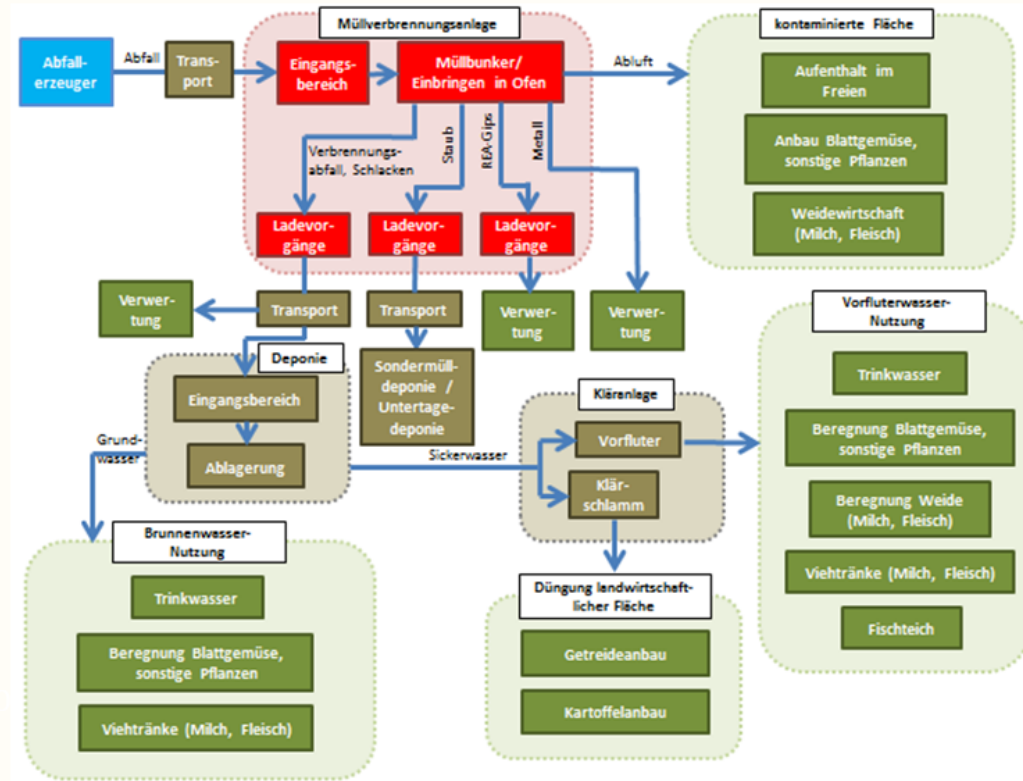 Müllverbrennungsanlage
kontaminierte Fläche
Abfall-
erzeuger
Abfall
Trans-
port
Eingangs-
bereich
Müllbunker/
Einbringen in Ofen
Abluft
Aufenthalt im
Freien
Anbau Blattgemüse,
sonstige Pflanzen
Weidewirtschaft
(Milch, Fleisch)
Verbrennungs-
abfall, Schlacken
Staub
REA-Gips
Metall
Ladevor-
gänge
Ladevor-
gänge
Ladevor-
gänge
Verwer-
tung
Transport
Transport
Verwer-
tung
Verwer-
tung
Vorfluterwasser-
Nutzung
Deponie
Eingangsbereich
Ablagerung
Sondermüll-
deponie /
Untertage-
deponie
Grund-
wasser
Sickerwasser
Kläranlage
Vorfluter
Klär-
schlamm
Trinkwasser
Beregnung Blattgemüse,
sonstige Pflanzen
Beregnung Weide
(Milch, Fleisch)
Viehtränke (Milch, Fleisch)
Fischteich
Brunnenwasser-
Nutzung
Trinkwasser
Beregnung Blattgemüse,
sonstige Pflanzen
Viehtränke (Milch, Fleisch)
Düngung landwirtschaft-
licher Fläche
Getreideanbau
Kartoffelanbau